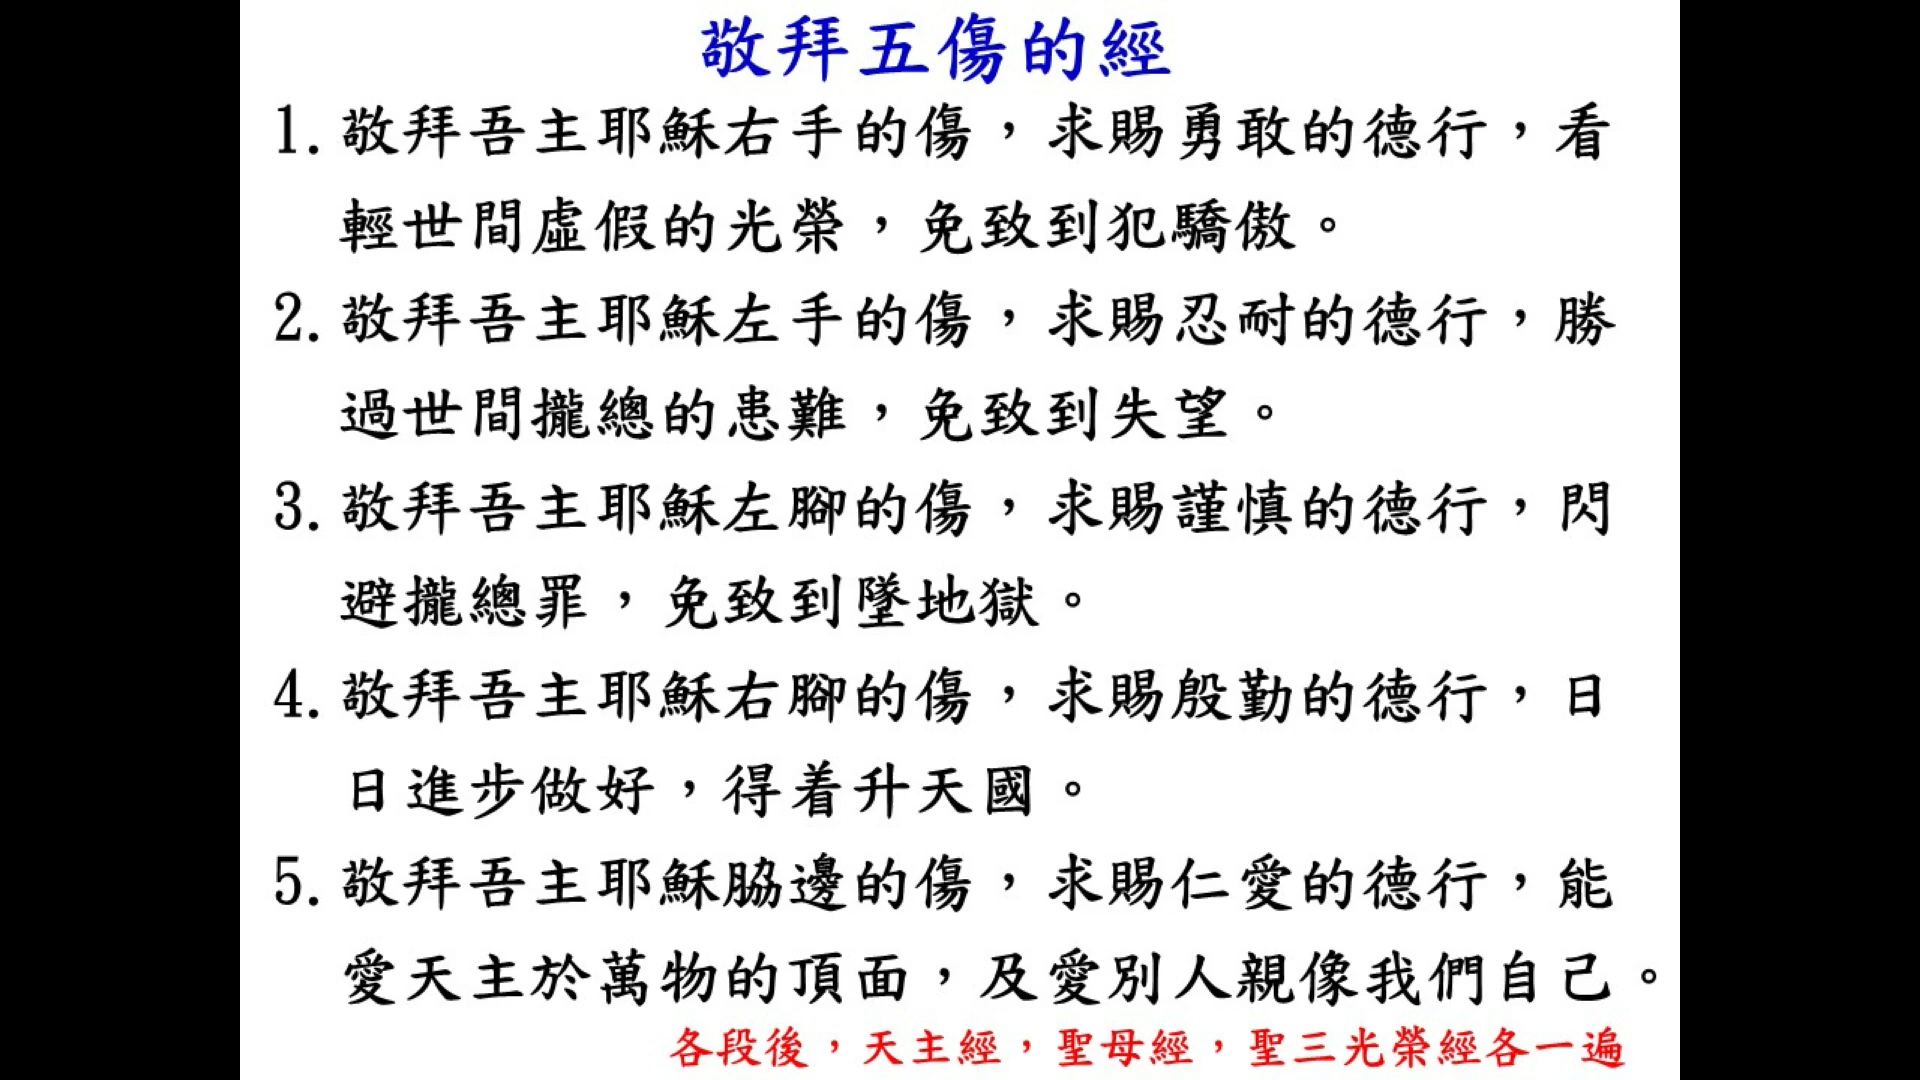 敬拜五傷的經
1. 敬拜吾主耶穌右手的傷，求賜勇敢的德行，看
輕世間虛假的光榮，免致到犯驕傲。
2. 敬拜吾主耶穌左手的傷，求賜忍耐的德行，勝
過世間攏總的患難，免致到失望。
3. 敬拜吾主耶穌左腳的傷，求賜謹慎的德行，閃
避攏總罪，免致到墜地獄。
4. 敬拜吾主耶穌右腳的傷，求賜殷勤的德行，日
日進步做好，得着升天國。
5. 敬拜吾主耶穌脇邊的傷，求賜仁愛的德行，能
愛天主於萬物的頂面，及愛別人親像我們自己。
各段後，天主經，聖母經，聖三光榮經各一遍